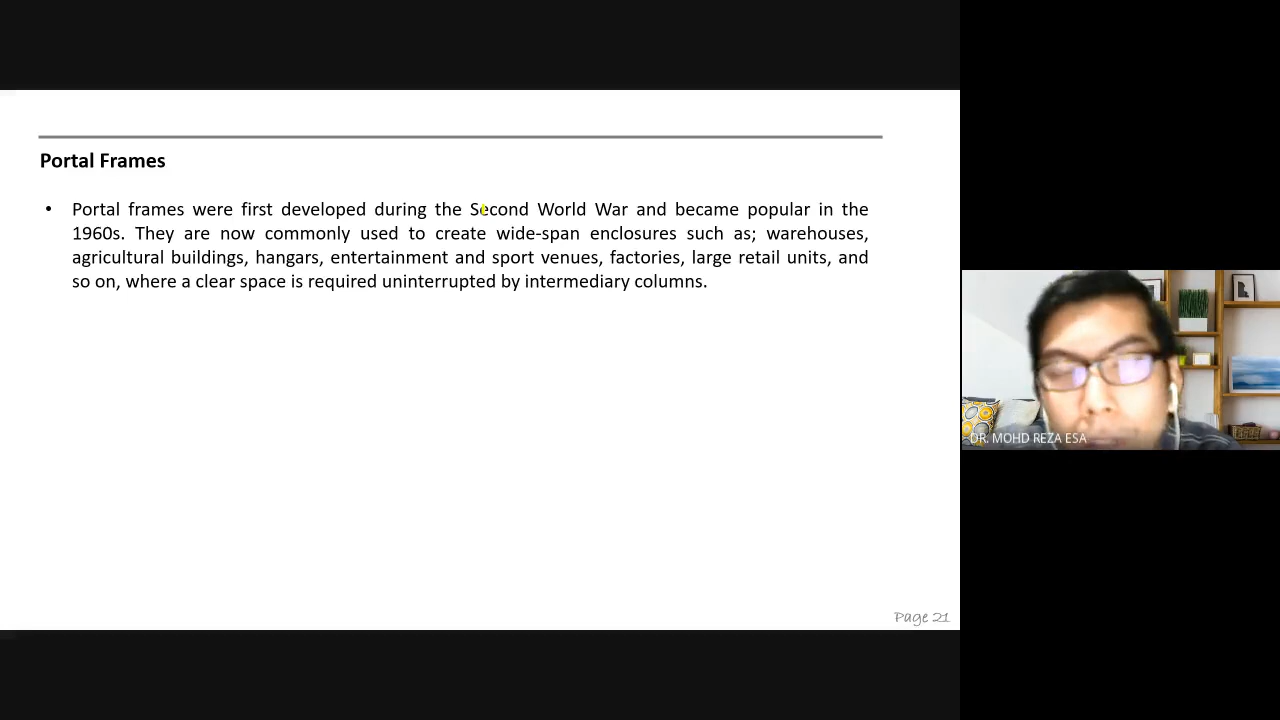 Portal Frames
• Portal frames were first developed during the Second World War and became popular in the
1960s. They are now commonly used to create wide-span enclosures such as; warehouses,
agricultural buildings, hangars, entertainment and sport venues, factories, large retail units, and
so on, where a clear space is required uninterrupted by intermediary columns.
DR. MOHD REZA ESA
Page 21